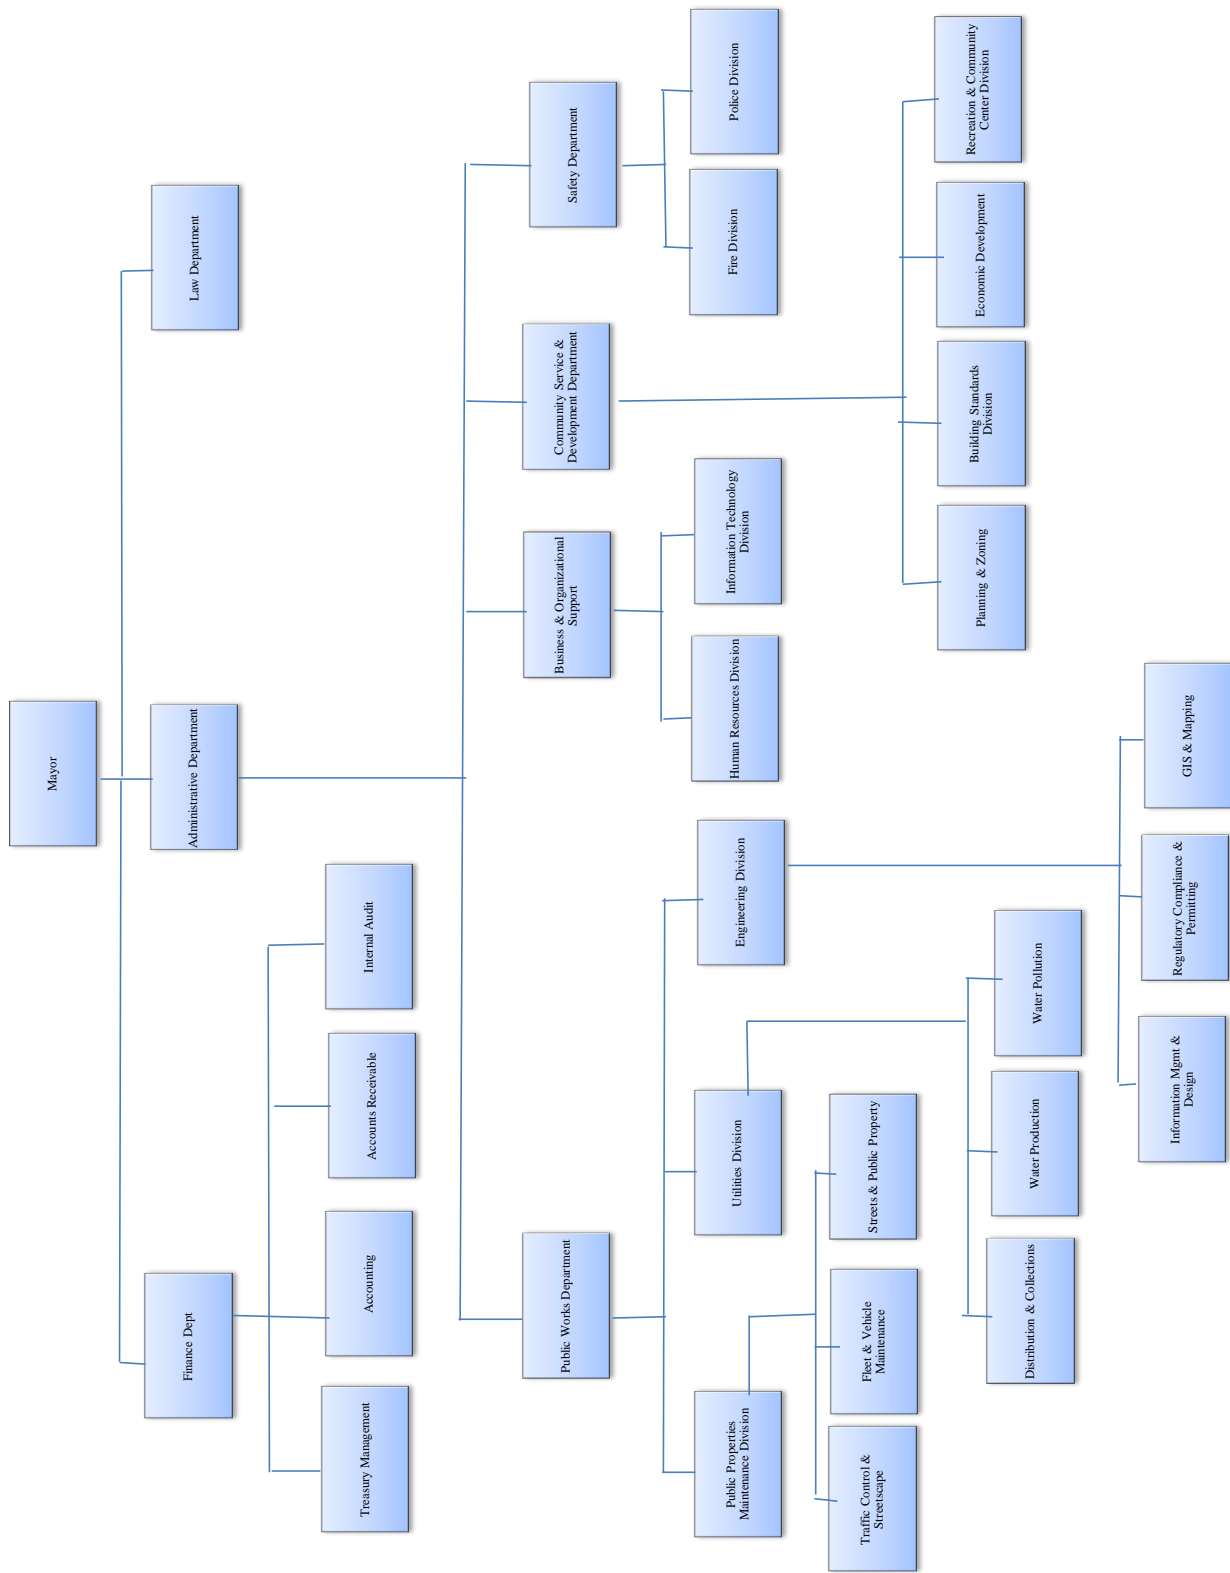 Mayor
Finance Dept
Administrative Department
Law Department
Treasury Management
Accounting
Accounts Receivable
Internal Audit
Public Works Department
Business & Organizational
Support
Community Service &
Development Department
Safety Department
Public Properties
Maintenance Division
Utilities Division
Engineering Division
Human Resources Division
Information Technology
Division
Fire Division
Police Division
Traffic Control &
Streetscape
Fleet & Vehicle
Maintenance
Streets & Public Property
Planning & Zoning
Building Standards
Division
Economic Development
Recreation & Community
Center Division
Distribution & Collections
Water Production
Water Pollution
Information Mgmt &
Design
Regulatory Compliance &
Permitting
GIS & Mapping